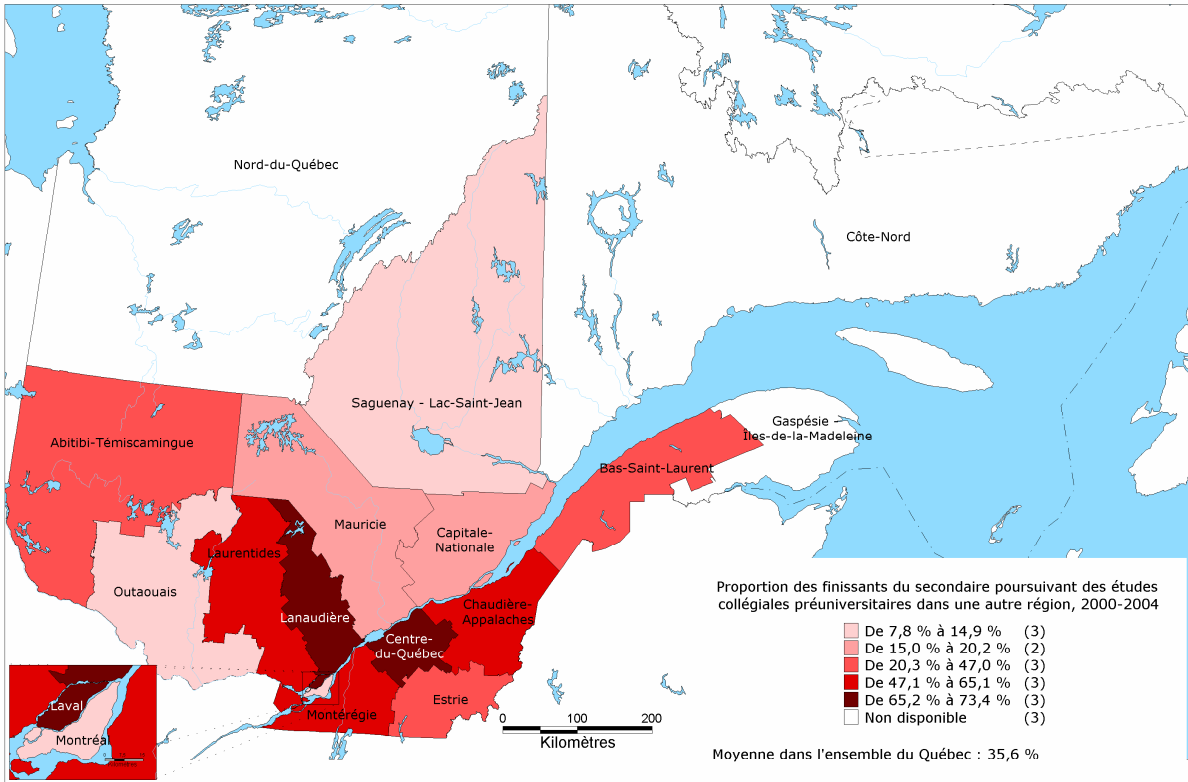 Nord-du-Québec
Côte-Nord
Saguenay - Lac-Saint-Jean
Gaspésie –
Îles-de-la-Madeleine
Abitibi-Témiscamingue
Bas-Saint-Laurent
Mauricie
Capitale-
Nationale
Laurentides
Outaouais
Lanaudière
Chaudière-
Appalaches
Centre-
du-Québec
Estrie
Montérégie
Laval
Montréal
0 100 200
Kilomètres
Proportion des finissants du secondaire poursuivant des études
collégiales préuniversitaires dans une autre région, 2000-2004
De 7,8 % à 14,9 % (3)
De 15,0 % à 20,2 % (2)
De 20,3 % à 47,0 % (3)
De 47,1 % à 65,1 % (3)
De 65,2 % à 73,4 % (3)
Non disponible (3)
Moyenne dans l'ensemble du Québec : 35,6 %